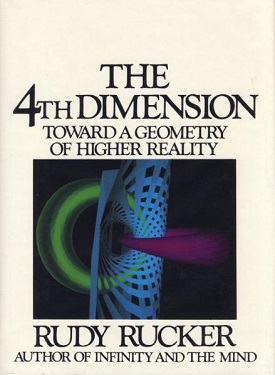 THE
4TH DIMENSION
TOWARD A GEOMETRY
OF HIGHER REALITY
RUDY RUCKER
AUTHOR OF INFINITY AND THE MIND